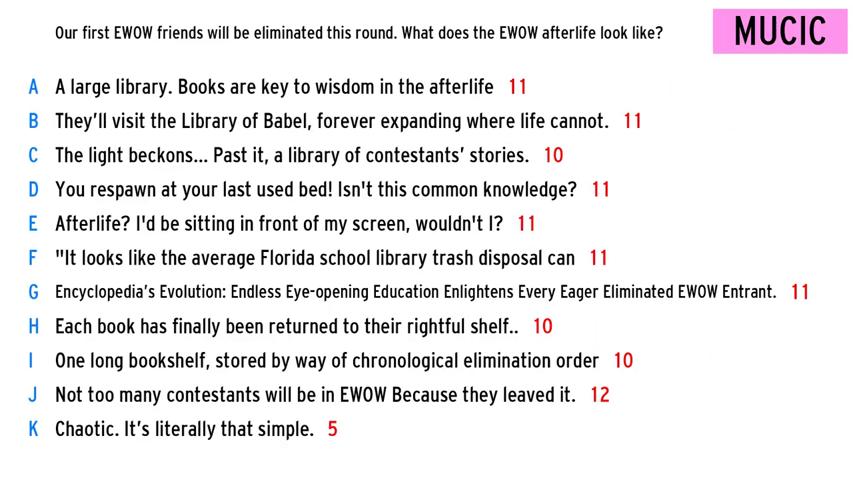 Our first EWOW friends will be eliminated this round. What does the EWOW afterlife look like?
MUCIC
A A large library. Books are key to wisdom in the afterlife 11
B They'll visit the Library of Babel, forever expanding where life cannot. 11
C The light beckons... Past it, a library of contestants' stories. 10
D You respawn at your last used bed! Isn't this common knowledge? 11
E Afterlife? I'd be sitting in front of my screen, wouldn't I? 11
F "It looks like the average Florida school library trash disposal can 11
G Encyclopedia's Evolution: Endless Eye-opening Education Enlightens Every Eager Eliminated EWOW Entrant. 11
H Each book has finally been returned to their rightful shelf.. 10
I One long bookshelf, stored by way of chronological elimination order 10
J Not too many contestants will be in EWOW Because they leaved it. 12
K Chaotic. It's literally that simple. 5